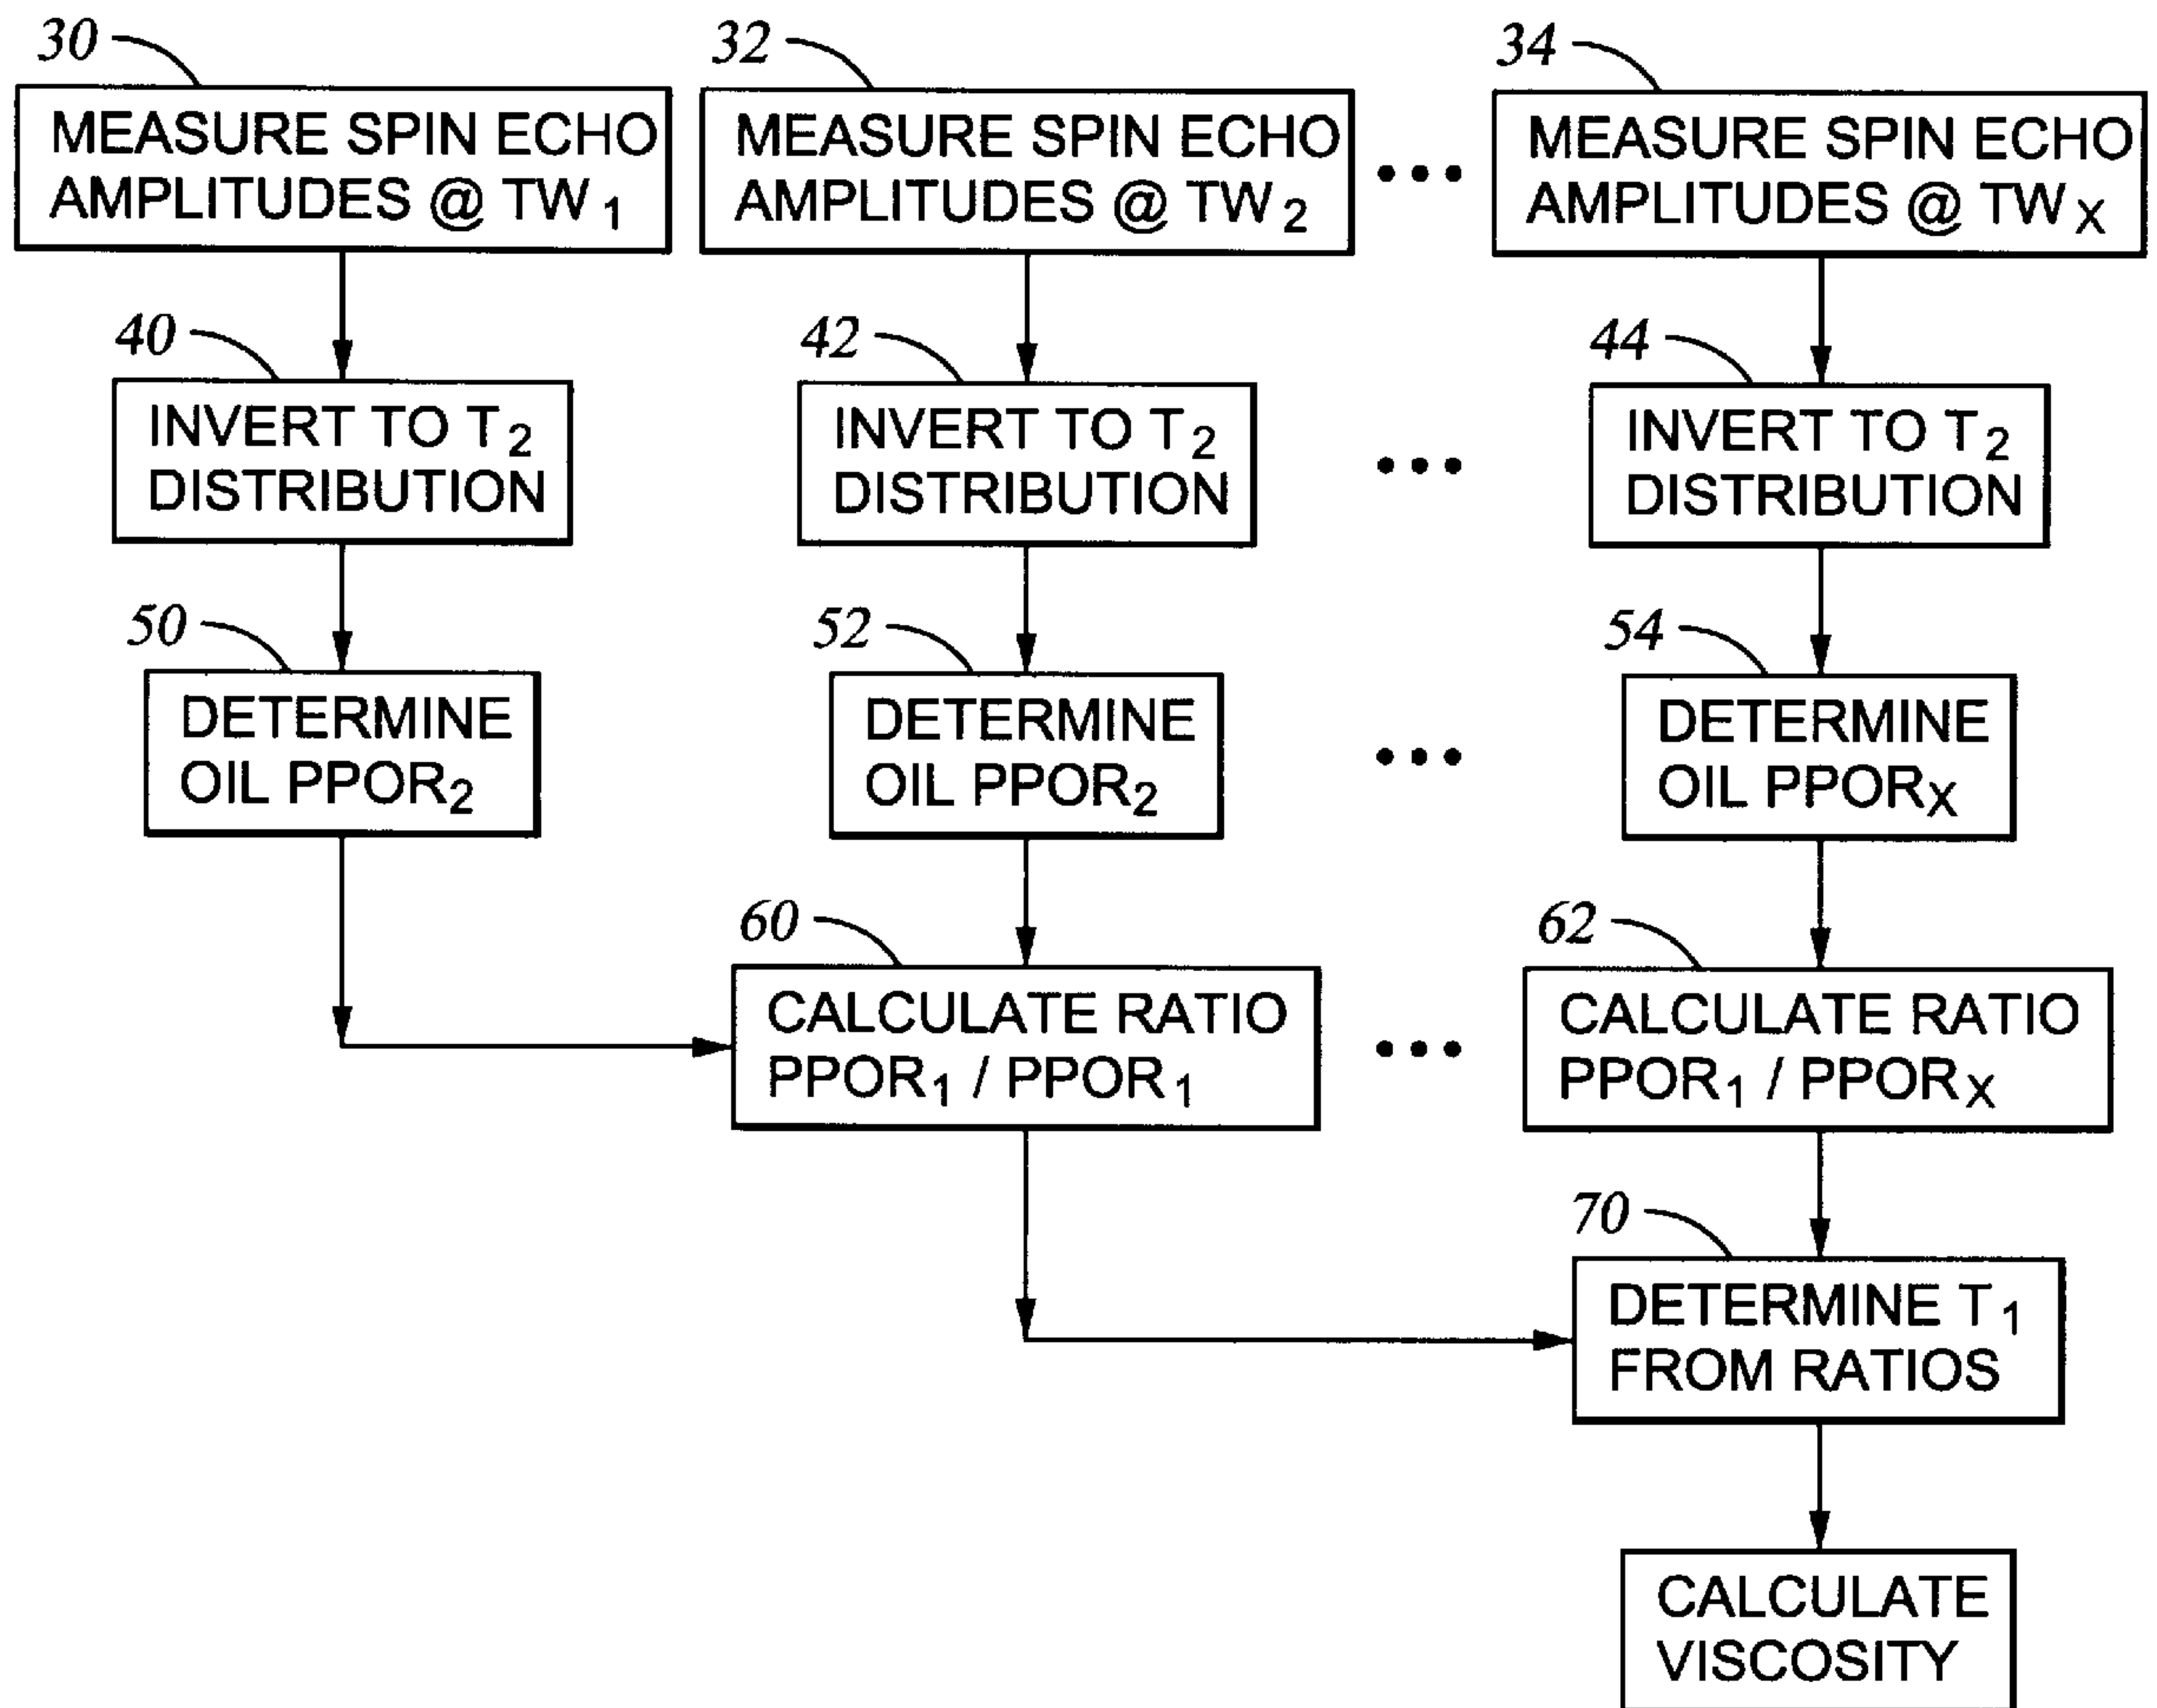 30
32
34
MEASURE SPIN ECHO
AMPLITUDES @ TW1
MEASURE SPIN ECHO
AMPLITUDES @ TW2
MEASURE SPIN ECHO
AMPLITUDES @ TWX
40
42
44
INVERT TO T2
DISTRIBUTION
INVERT TO T2
DISTRIBUTION
INVERT TO T2
DISTRIBUTION
50
52
54
DETERMINE
OIL PPOR2
DETERMINE
OIL PPOR2
DETERMINE
OIL PPORX
60
62
CALCULATE RATIO
PPOR1 / PPOR1
CALCULATE RATIO
PPOR1 / PPORX
70
DETERMINE T1
FROM RATIOS
CALCULATE
VISCOSITY